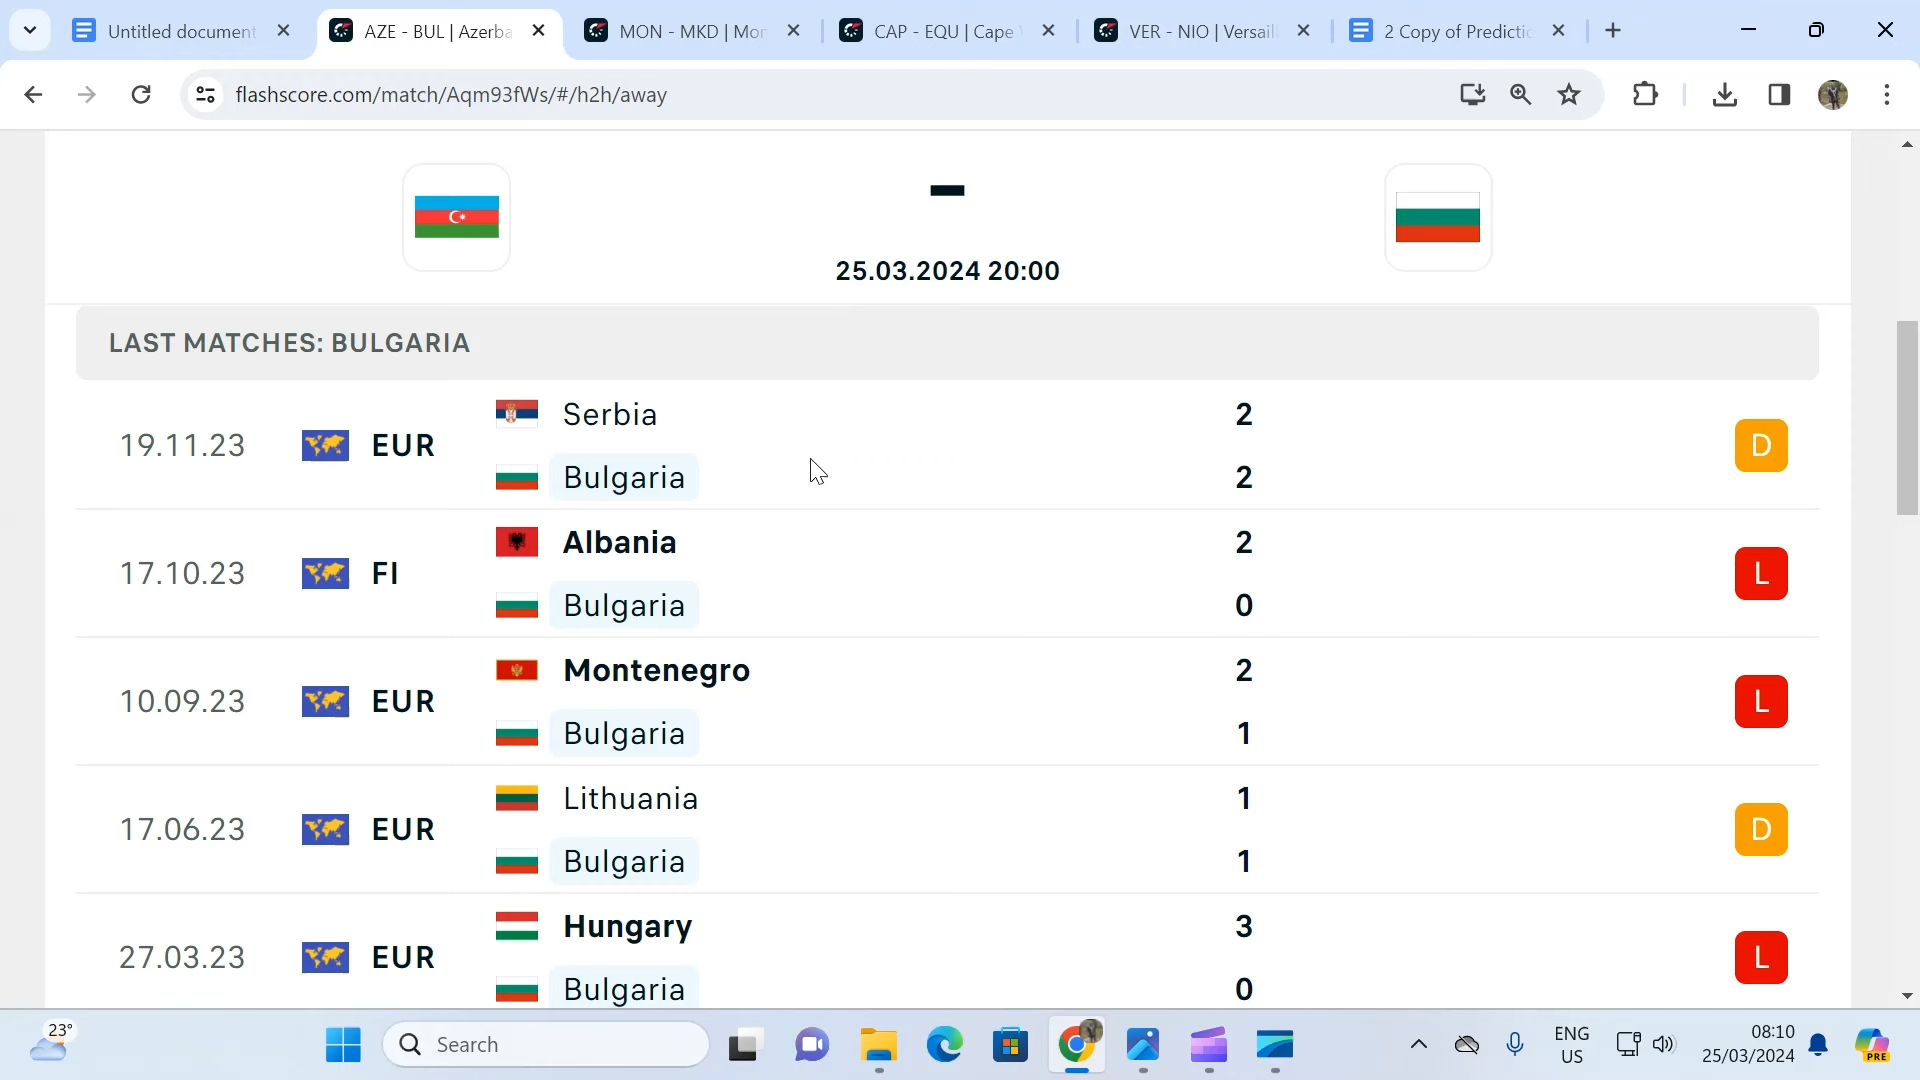 Untitled document
AZE - BUL | Azerba
MON - MKD | Mon
CAP - EQU | Cape
VER - NIO | Versail
2 Copy of Predictio
flashscore.com/match/Aqm93fWs/#/h2h/away
-
25.03.2024 20:00
LAST MATCHES: BULGARIA
19.11.23 EUR Serbia 2 D
Bulgaria 2
17.10.23 FI Albania 2 L
Bulgaria 0
10.09.23 EUR Montenegro 2 L
Bulgaria 1
17.06.23 EUR Lithuania 1 D
Bulgaria 1
27.03.23 EUR Hungary 3 L
Bulgaria 0
23°
Search
ENG
US
08:10
25/03/2024
PRE